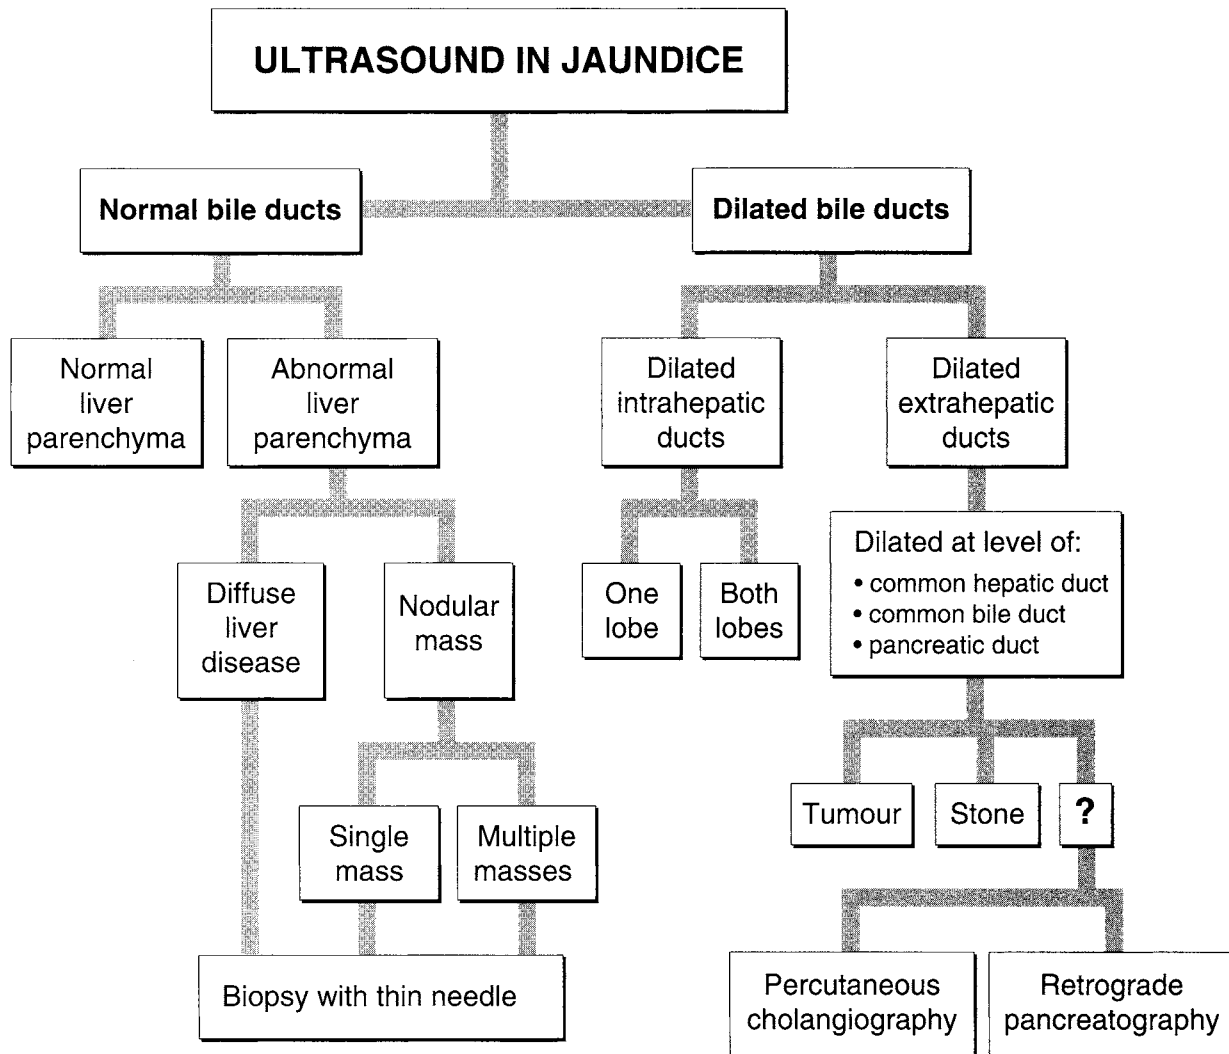 ULTRASOUND IN JAUNDICE
Normal bile ducts
Dilated bile ducts
Normal
liver
parenchyma
Abnormal
liver
parenchyma
Dilated
intrahepatic
ducts
Dilated
extrahepatic
ducts
Diffuse
liver
disease
Nodular
mass
One
lobe
Both
lobes
Dilated at level of:
• common hepatic duct
• common bile duct
• pancreatic duct
Single
mass
Multiple
masses
Tumour
Stone
?
Biopsy with thin needle
Percutaneous
cholangiography
Retrograde
pancreatography